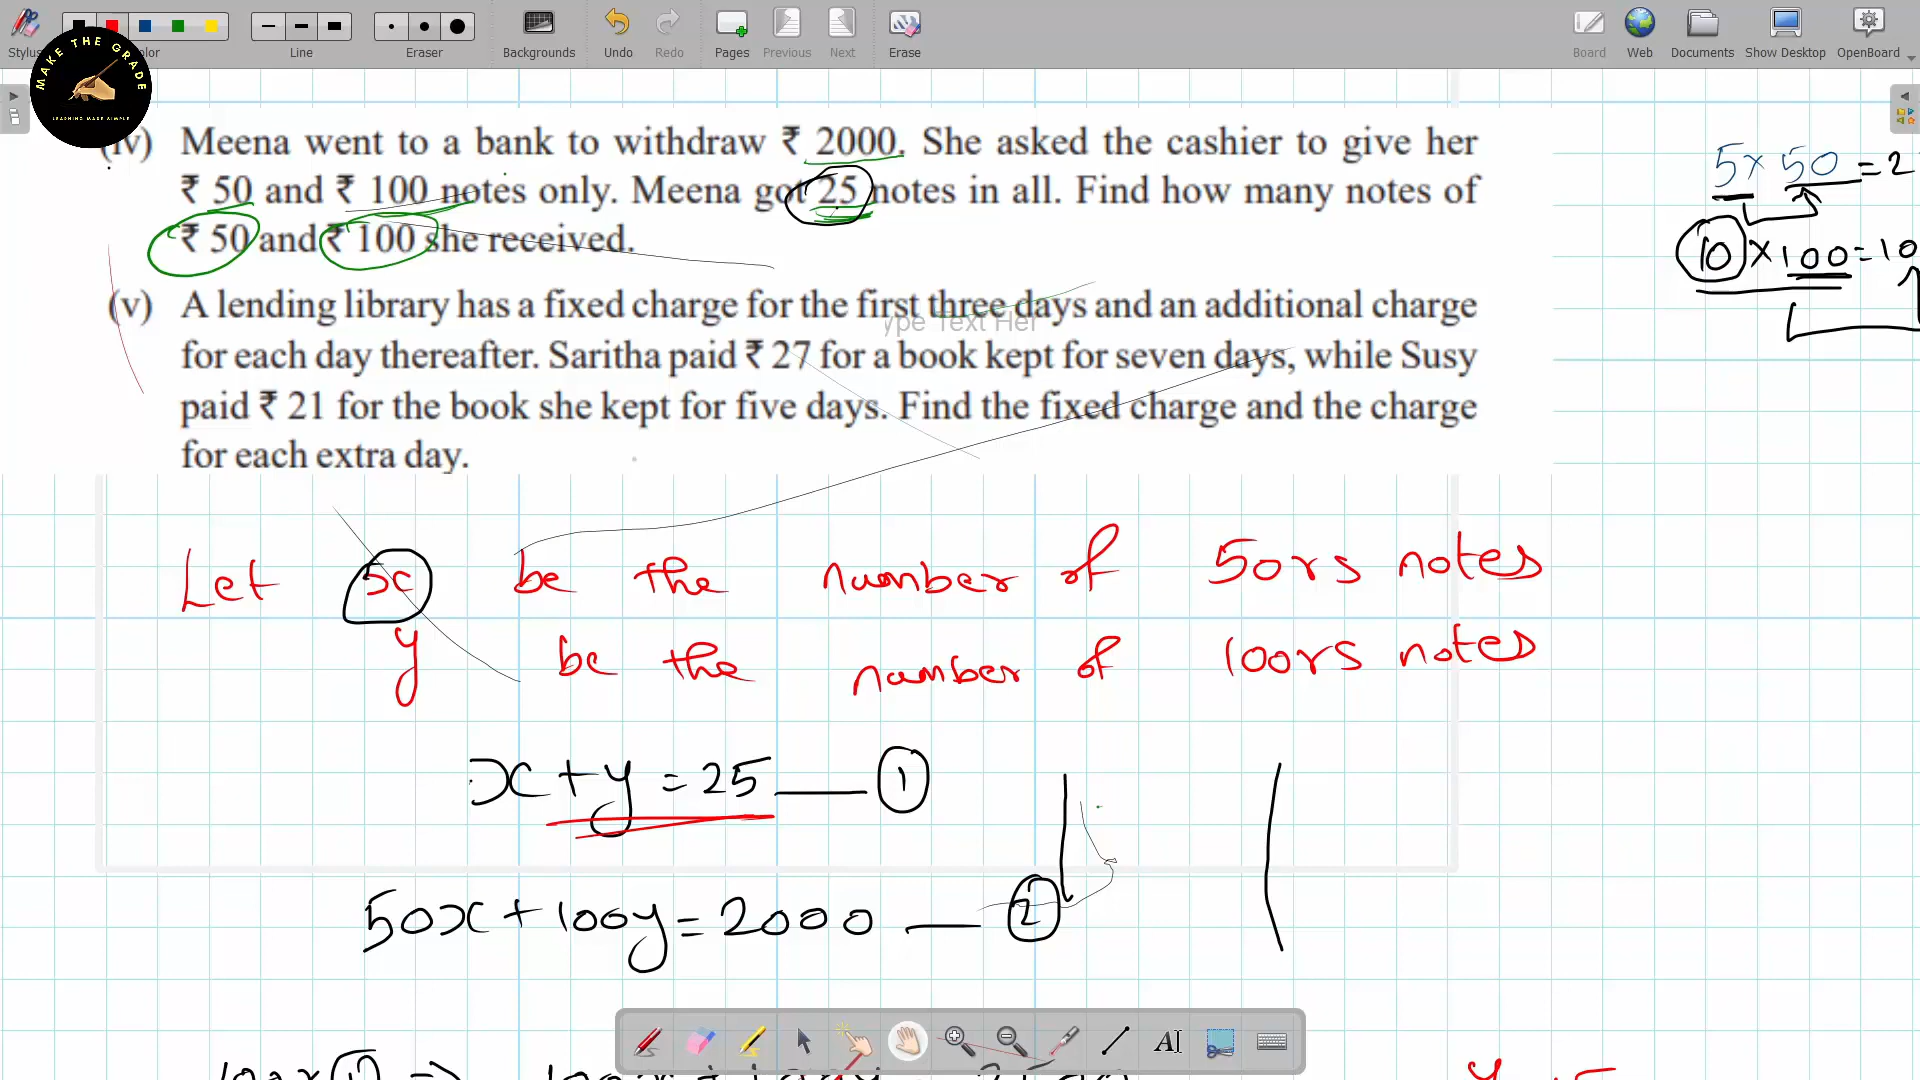 Stylus
Color
Line
Eraser
Backgrounds
Undo
Redo
Pages
Previous
Next
Erase
Board
Web
Documents
Show Desktop
OpenBoard
MAKE THE GRADE
LEARNING MADE SIMPLE
(iv) Meena went to a bank to withdraw ₹ 2000. She asked the cashier to give her
₹ 50 and ₹ 100 notes only. Meena got 25 notes in all. Find how many notes of
₹ 50 and ₹ 100 she received.
(v) A lending library has a fixed charge for the first three days and an additional charge
for each day thereafter. Saritha paid ₹ 27 for a book kept for seven days, while Susy
paid ₹ 21 for the book she kept for five days. Find the fixed charge and the charge
for each extra day.
ype Text Her
5 x 50 = 2
10 x 100 = 10
Let x be the number of 50rs notes
y be the number of 100rs notes
x + y = 25 — 1
50x + 100y = 2000 — 2